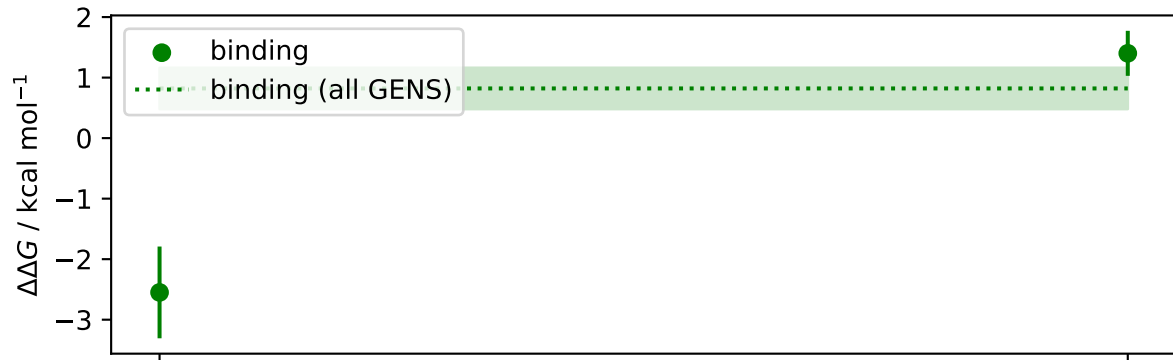 2
1
0
−1
−2
−3
ΔΔG / kcal mol⁻¹
binding
binding (all GENS)